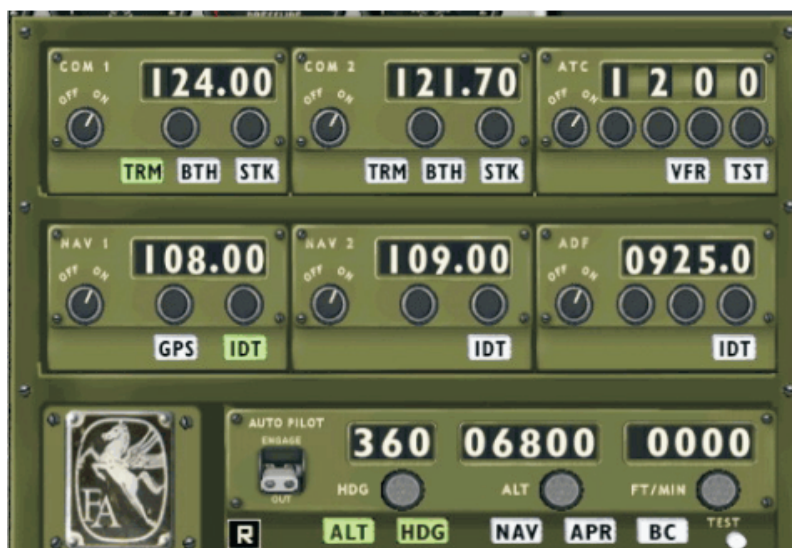 COM 1
124.00
OFF ON
TRM BTH STK
COM 2
121.70
OFF ON
TRM BTH STK
ATC
1 2 0 0
OFF ON
VFR TST
NAV 1
108.00
OFF ON
GPS IDT
NAV 2
109.00
OFF ON
IDT
ADF
0925.0
OFF ON
IDT
FA
AUTO PILOT
ENGAGE
OUT
360
HDG
06800
ALT
0000
FT/MIN
R
ALT HDG NAV APR BC TEST